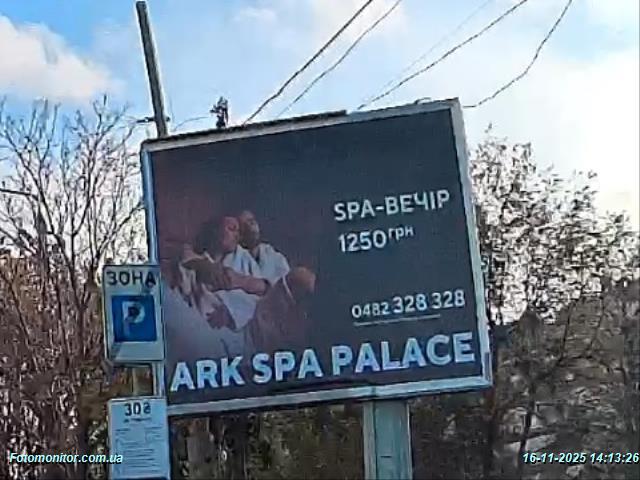 SPA-ВЕЧІР
1250 грн
0482 328 328
ARK SPA PALACE
ЗОНА
P
308
Fotomonitor.com.ua
16-11-2025 14:13:26